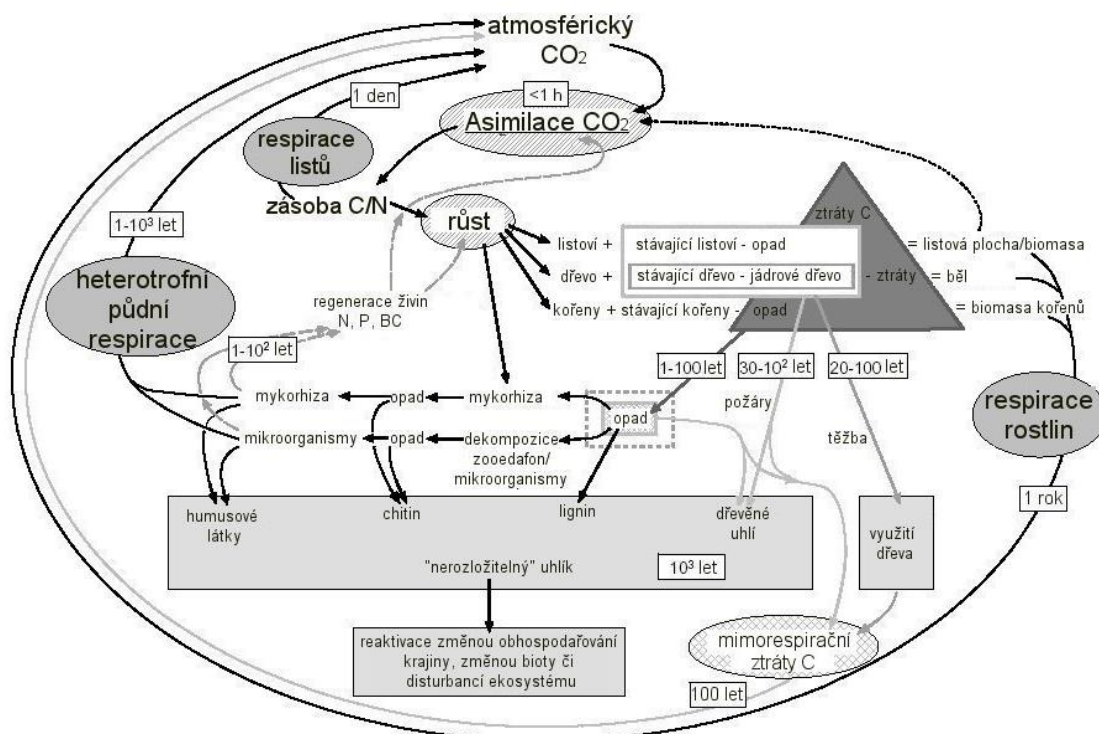 atmosférický
CO₂
1 den
<1 h
Asimilace CO₂
respirace
listů
zásoba C/N
růst
ztráty C
1-10³ let
listoví +
stávající listoví - opad
= listová plocha/biomasa
dřevo +
stávající dřevo - jádrové dřevo
- ztráty
= běl
kořeny + stávající kořeny - opad
= biomasa kořenů
heterotrofní
půdní
respirace
regenerace živin
N, P, BC
1-10² let
1-100 let
30-10² let
20-100 let
mykorhiza
opad
mykorhiza
opad
požáry
respirace
rostlin
mikroorganismy
opad
dekompozice
zooedafon/
mikroorganismy
těžba
1 rok
humusové
látky
chitin
lignin
dřevěné
uhlí
využití
dřeva
"nerozložitelný" uhlík
10³ let
reaktivace změnou obhospodařování
krajiny, změnou bioty či
disturbancí ekosystému
mimorespirační
ztráty C
100 let